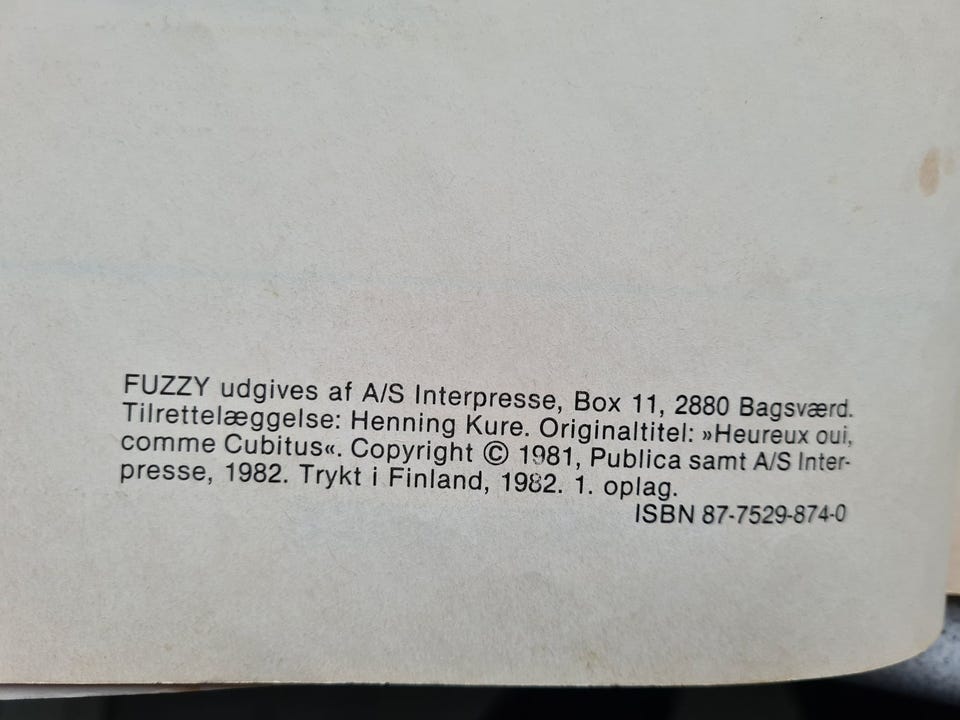 FUZZY udgives af A/S Interpresse, Box 11, 2880 Bagsværd.
Tilrettelæggelse: Henning Kure. Originaltitel: »Heureux oui,
comme Cubitus«. Copyright © 1981, Publica samt A/S Inter-
presse, 1982. Trykt i Finland, 1982. 1. oplag.
ISBN 87-7529-874-0